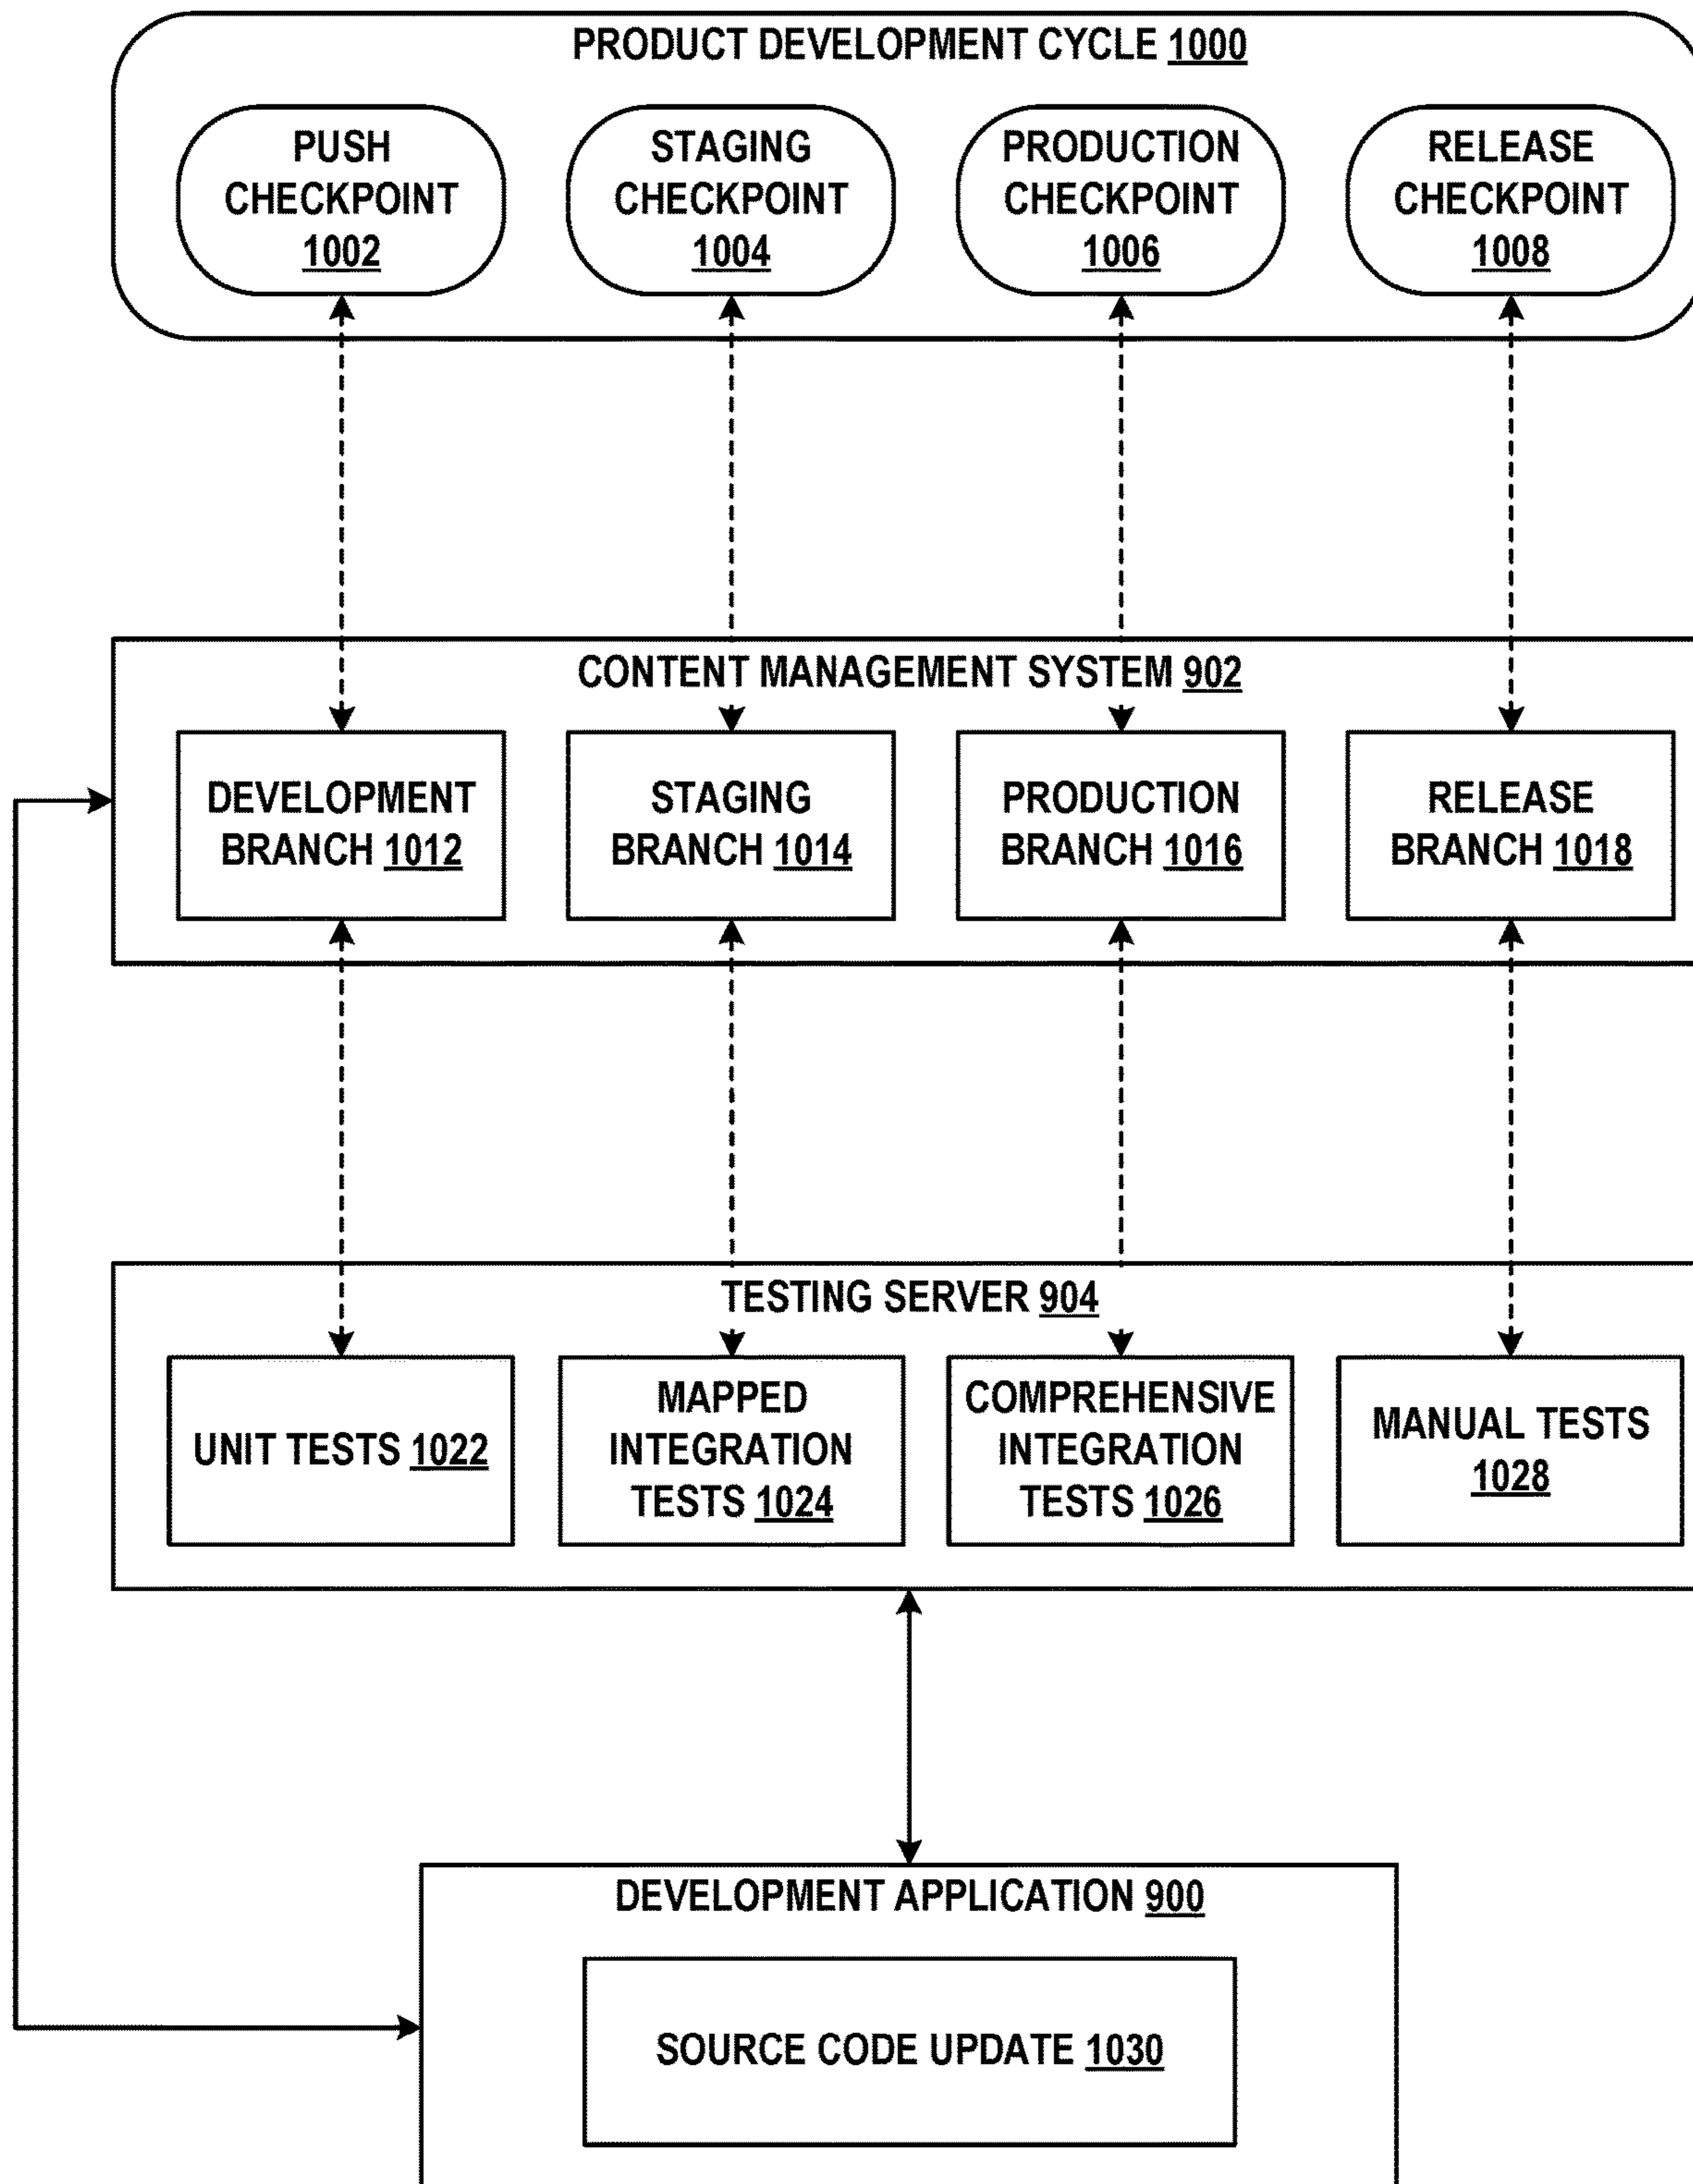 PRODUCT DEVELOPMENT CYCLE 1000
PUSH
CHECKPOINT
1002
STAGING
CHECKPOINT
1004
PRODUCTION
CHECKPOINT
1006
RELEASE
CHECKPOINT
1008
CONTENT MANAGEMENT SYSTEM 902
DEVELOPMENT
BRANCH 1012
STAGING
BRANCH 1014
PRODUCTION
BRANCH 1016
RELEASE
BRANCH 1018
TESTING SERVER 904
UNIT TESTS 1022
MAPPED
INTEGRATION
TESTS 1024
COMPREHENSIVE
INTEGRATION
TESTS 1026
MANUAL TESTS
1028
DEVELOPMENT APPLICATION 900
SOURCE CODE UPDATE 1030